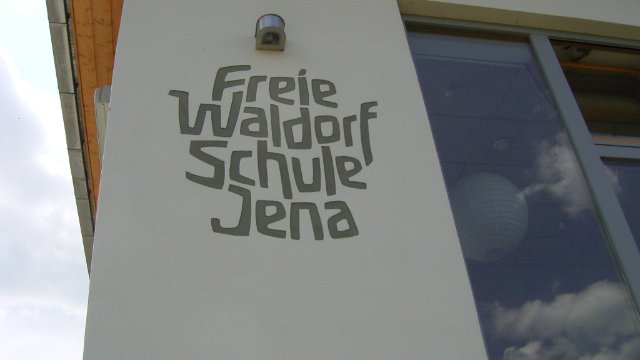 Freie
Waldorf
Schule
Jena